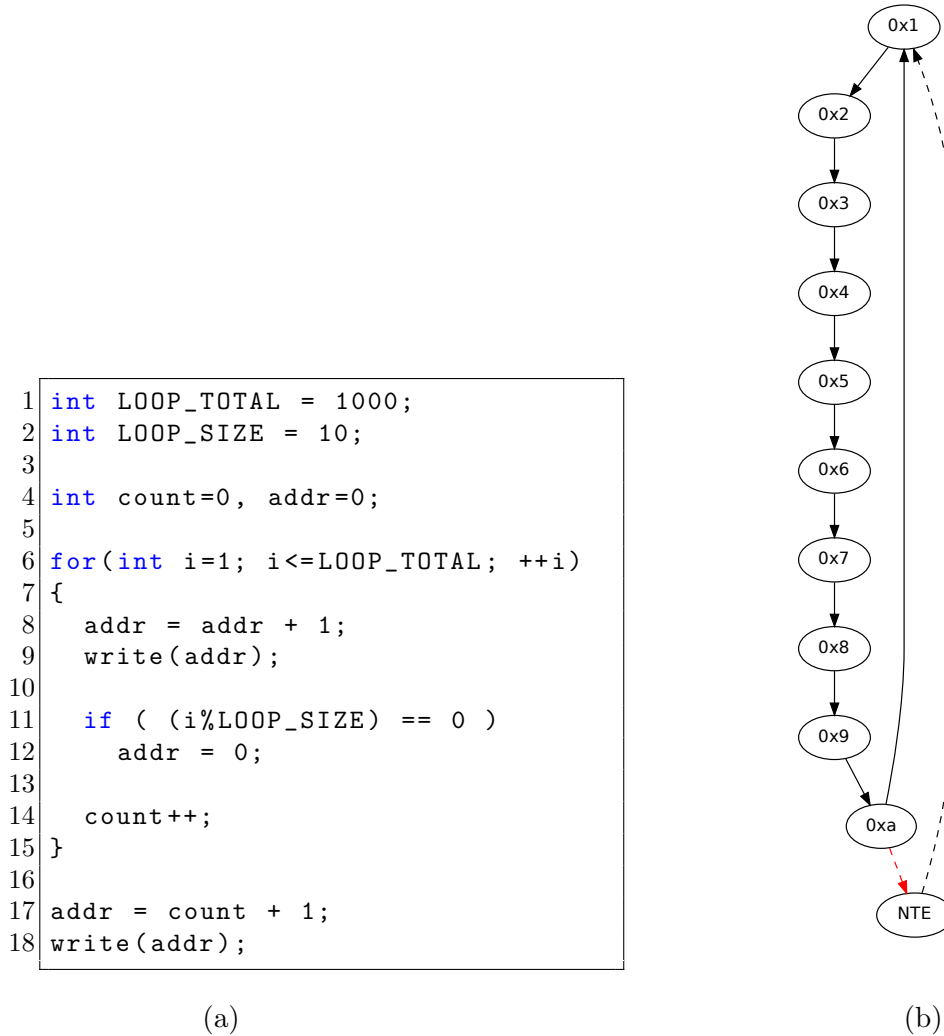 1 int LOOP_TOTAL = 1000;
2 int LOOP_SIZE = 10;
3
4 int count=0, addr=0;
5
6 for(int i=1; i<=LOOP_TOTAL; ++i)
7 {
8   addr = addr + 1;
9   write(addr);
10
11   if ( (i%LOOP_SIZE) == 0 )
12     addr = 0;
13
14   count++;
15 }
16
17 addr = count + 1;
18 write(addr);
(a)
0x1
0x2
0x3
0x4
0x5
0x6
0x7
0x8
0x9
0xa
NTE
(b)